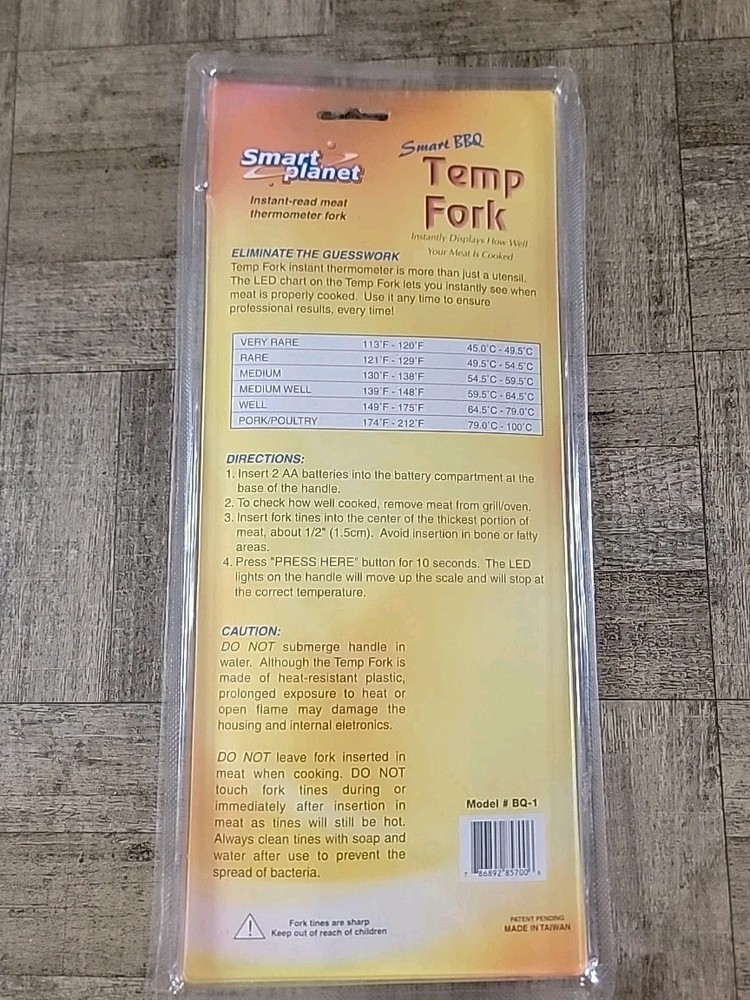 Smart planet
Smart BBQ
Temp
Fork
Instant-read meat
thermometer fork
Instantly Displays How Well
Your Meat Is Cooked
ELIMINATE THE GUESSWORK
Temp Fork instant thermometer is more than just a utensil.
The LED chart on the Temp Fork lets you instantly see when
meat is properly cooked. Use it any time to ensure
professional results, every time!
VERY RARE 113°F - 120°F 45.0°C - 49.5°C
RARE 121°F - 129°F 49.5°C - 54.5°C
MEDIUM 130°F - 138°F 54.5°C - 59.5°C
MEDIUM WELL 139°F - 148°F 59.5°C - 64.5°C
WELL 149°F - 175°F 64.5°C - 79.0°C
PORK/POULTRY 174°F - 212°F 79.0°C - 100°C
DIRECTIONS:
1. Insert 2 AA batteries into the battery compartment at the
base of the handle.
2. To check how well cooked, remove meat from grill/oven.
3. Insert fork tines into the center of the thickest portion of
meat, about 1/2" (1.5cm). Avoid insertion in bone or fatty
areas.
4. Press "PRESS HERE" button for 10 seconds. The LED
lights on the handle will move up the scale and will stop at
the correct temperature.
CAUTION:
DO NOT submerge handle in
water. Although the Temp Fork is
made of heat-resistant plastic,
prolonged exposure to heat or
open flame may damage the
housing and internal eletronics.
DO NOT leave fork inserted in
meat when cooking. DO NOT
touch fork tines during or
immediately after insertion in
meat as tines will still be hot.
Always clean tines with soap and
water after use to prevent the
spread of bacteria.
Model # BQ-1
7 86892 85700 6
Fork tines are sharp
Keep out of reach of children
PATENT PENDING
MADE IN TAIWAN